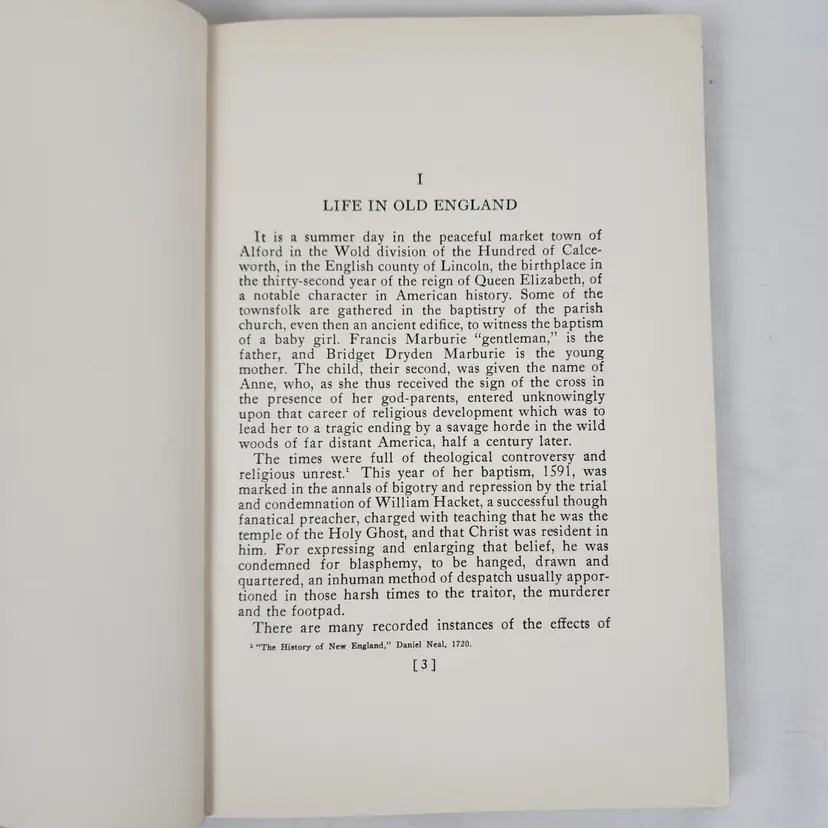 I
LIFE IN OLD ENGLAND
It is a summer day in the peaceful market town of
Alford in the Wold division of the Hundred of Calce-
worth, in the English county of Lincoln, the birthplace in
the thirty-second year of the reign of Queen Elizabeth, of
a notable character in American history. Some of the
townsfolk are gathered in the baptistry of the parish
church, even then an ancient edifice, to witness the baptism
of a baby girl. Francis Marburie "gentleman," is the
father, and Bridget Dryden Marburie is the young
mother. The child, their second, was given the name of
Anne, who, as she thus received the sign of the cross in
the presence of her god-parents, entered unknowingly
upon that career of religious development which was to
lead her to a tragic ending by a savage horde in the wild
woods of far distant America, half a century later.
The times were full of theological controversy and
religious unrest.¹ This year of her baptism, 1591, was
marked in the annals of bigotry and repression by the trial
and condemnation of William Hacket, a successful though
fanatical preacher, charged with teaching that he was the
temple of the Holy Ghost, and that Christ was resident in
him. For expressing and enlarging that belief, he was
condemned for blasphemy, to be hanged, drawn and
quartered, an inhuman method of despatch usually appor-
tioned in those harsh times to the traitor, the murderer
and the footpad.
There are many recorded instances of the effects of
¹ "The History of New England," Daniel Neal, 1720.
[3]